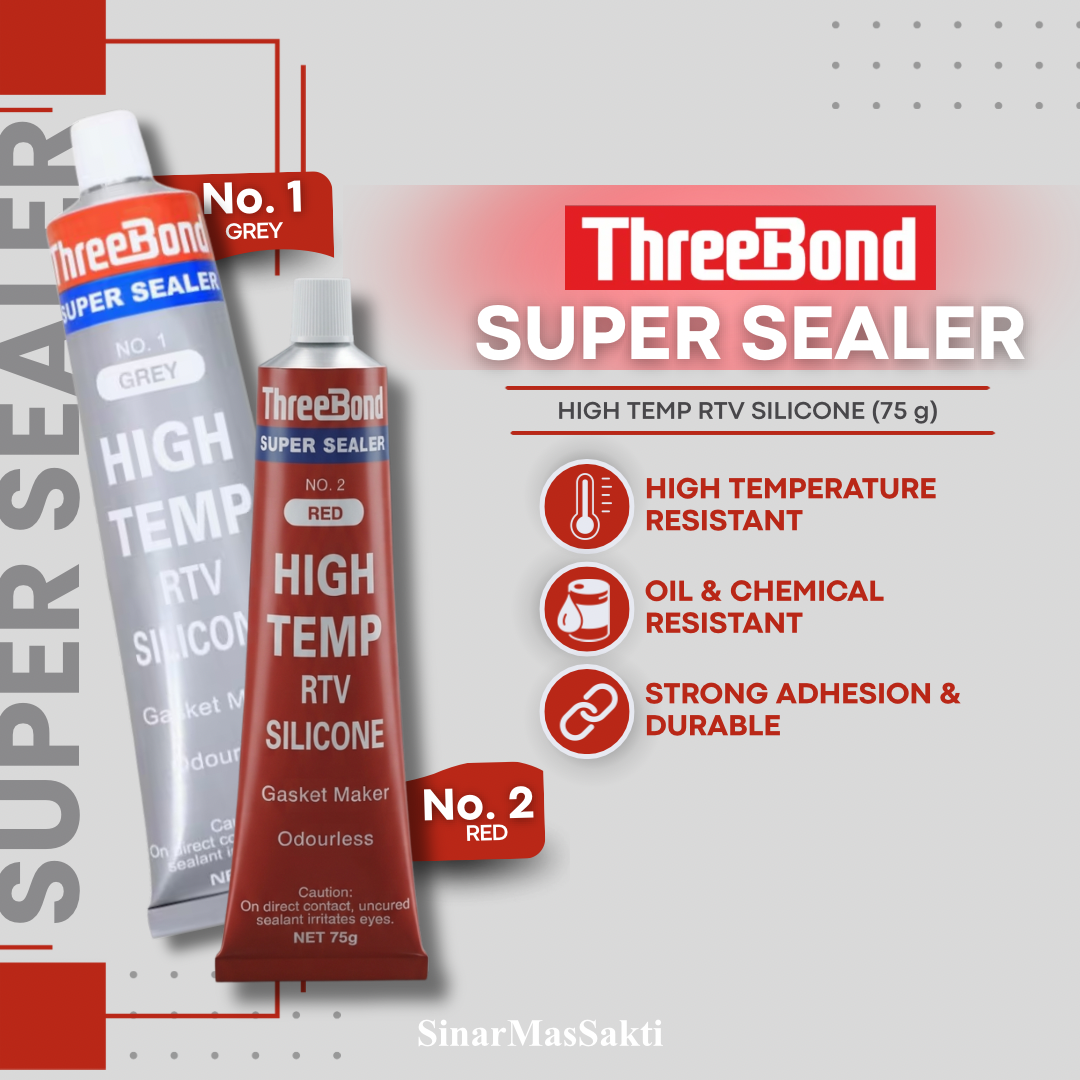 SUPER SEALER
No. 1
GREY
ThreeBond
SUPER SEALER
NO. 1
GREY
HIGH
TEMP
RTV
ThreeBond
SUPER SEALER
NO. 2
RED
HIGH
TEMP
RTV
SILICONE
Gasket Maker
Odourless
Caution:
On direct contact, uncured
sealant irritates eyes.
NET 75g
No. 2
RED
ThreeBond
SUPER SEALER
HIGH TEMP RTV SILICONE (75 g)
HIGH TEMPERATURE
RESISTANT
OIL & CHEMICAL
RESISTANT
STRONG ADHESION &
DURABLE
SinarMasSakti